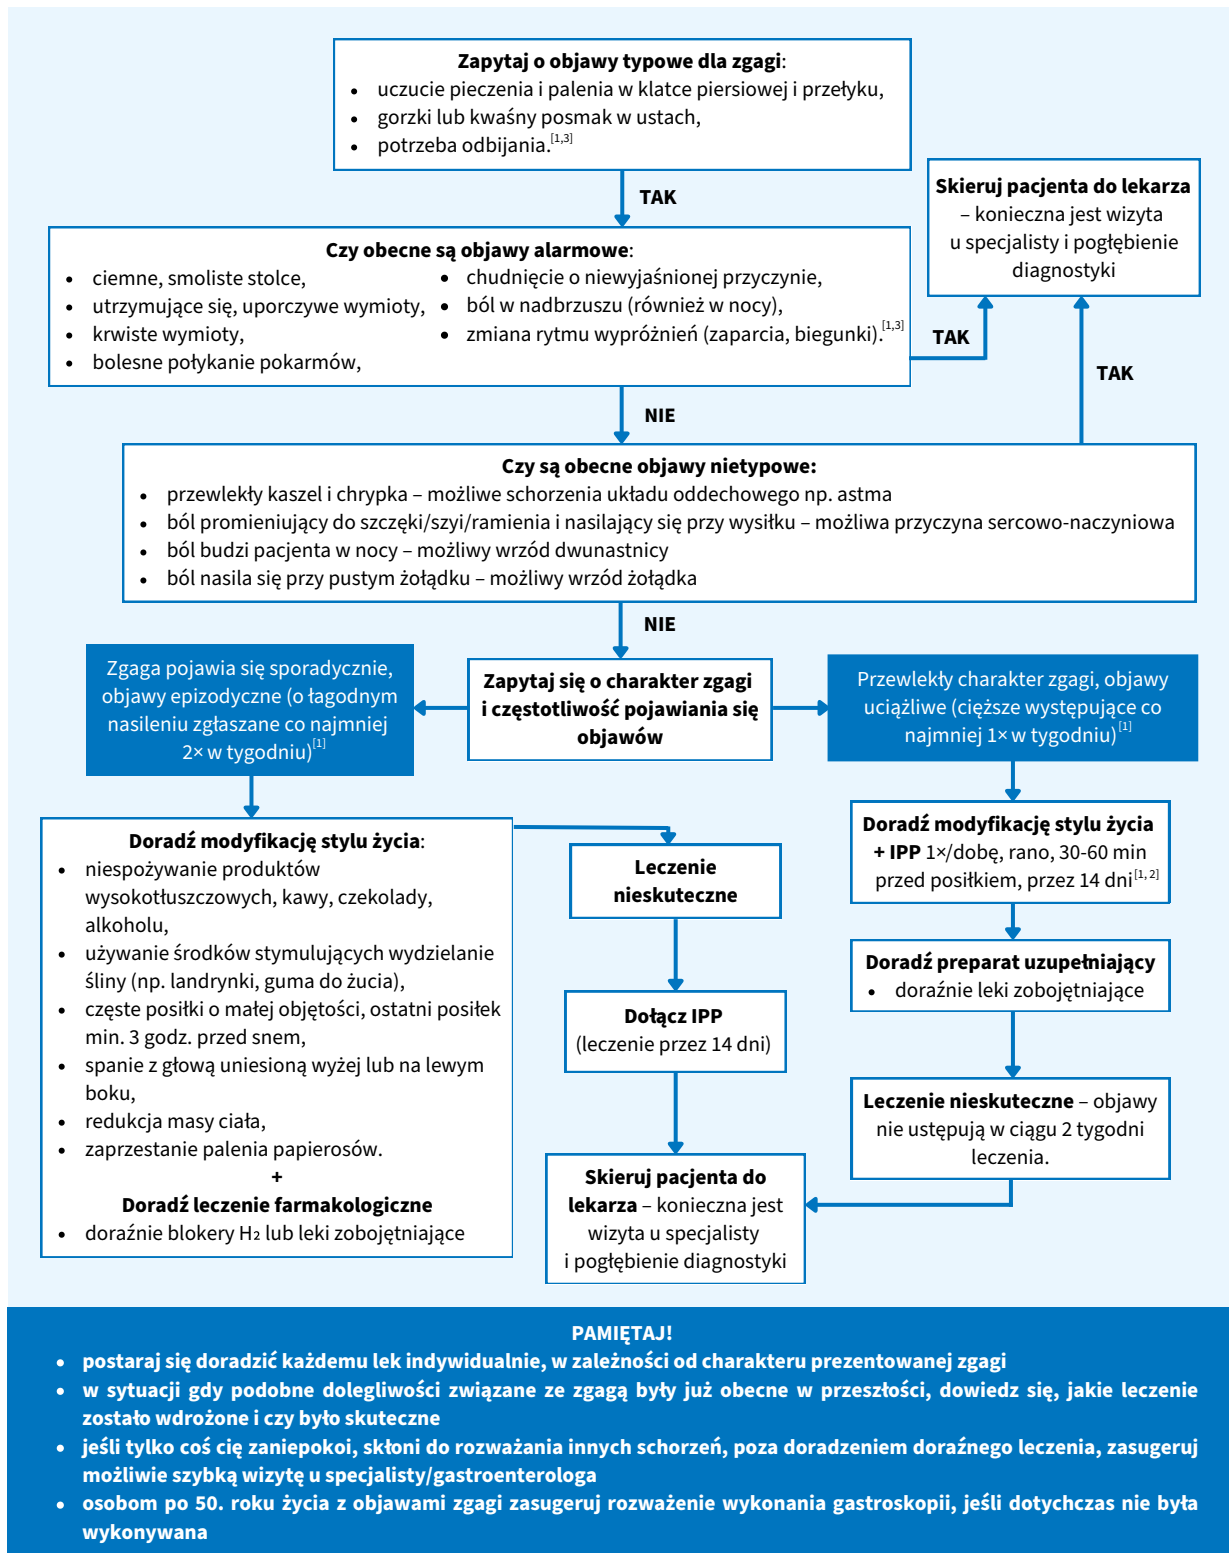 Zapytaj o objawy typowe dla zgagi:
• uczucie pieczenia i palenia w klatce piersiowej i przełyku,
• gorzki lub kwaśny posmak w ustach,
• potrzeba odbijania.[1,3]
TAK
Skieruj pacjenta do lekarza
– konieczna jest wizyta
u specjalisty i pogłębienie
diagnostyki
Czy obecne są objawy alarmowe:
• ciemne, smoliste stolce,
• utrzymujące się, uporczywe wymioty,
• krwiste wymioty,
• bolesne połykanie pokarmów,
• chudnięcie o niewyjaśnionej przyczynie,
• ból w nadbrzuszu (również w nocy),
• zmiana rytmu wypróżnień (zaparcia, biegunki).[1,3]
TAK
TAK
NIE
Czy są obecne objawy nietypowe:
• przewlekły kaszel i chrypka – możliwe schorzenia układu oddechowego np. astma
• ból promieniujący do szczęki/szyi/ramienia i nasilający się przy wysiłku – możliwa przyczyna sercowo-naczyniowa
• ból budzi pacjenta w nocy – możliwy wrzód dwunastnicy
• ból nasila się przy pustym żołądku – możliwy wrzód żołądka
NIE
Zgaga pojawia się sporadycznie,
objawy epizodyczne (o łagodnym
nasileniu zgłaszane co najmniej
2× w tygodniu)[1]
Zapytaj się o charakter zgagi
i częstotliwość pojawiania się
objawów
Przewlekły charakter zgagi, objawy
uciążliwe (cięższe występujące co
najmniej 1× w tygodniu)[1]
Doradź modyfikację stylu życia:
• niespożywanie produktów
wysokotłuszczowych, kawy, czekolady,
alkoholu,
• używanie środków stymulujących wydzielanie
śliny (np. landrynki, guma do żucia),
• częste posiłki o małej objętości, ostatni posiłek
min. 3 godz. przed snem,
• spanie z głową uniesioną wyżej lub na lewym
boku,
• redukcja masy ciała,
• zaprzestanie palenia papierosów.
+
Doradź leczenie farmakologiczne
• doraźnie blokery H₂ lub leki zobojętniające
Leczenie
nieskuteczne
Dołącz IPP
(leczenie przez 14 dni)
Skieruj pacjenta do
lekarza – konieczna jest
wizyta u specjalisty
i pogłębienie diagnostyki
Doradź modyfikację stylu życia
+ IPP 1×/dobę, rano, 30-60 min
przed posiłkiem, przez 14 dni[1, 2]
Doradź preparat uzupełniający
• doraźnie leki zobojętniające
Leczenie nieskuteczne – objawy
nie ustępują w ciągu 2 tygodni
leczenia.
PAMIĘTAJ!
• postaraj się doradzić każdemu lek indywidualnie, w zależności od charakteru prezentowanej zgagi
• w sytuacji gdy podobne dolegliwości związane ze zgagą były już obecne w przeszłości, dowiedz się, jakie leczenie
zostało wdrożone i czy było skuteczne
• jeśli tylko coś cię zaniepokoi, skłoni do rozważania innych schorzeń, poza doradzeniem doraźnego leczenia, zasugeruj
możliwie szybką wizytę u specjalisty/gastroenterologa
• osobom po 50. roku życia z objawami zgagi zasugeruj rozważenie wykonania gastroskopii, jeśli dotychczas nie była
wykonywana